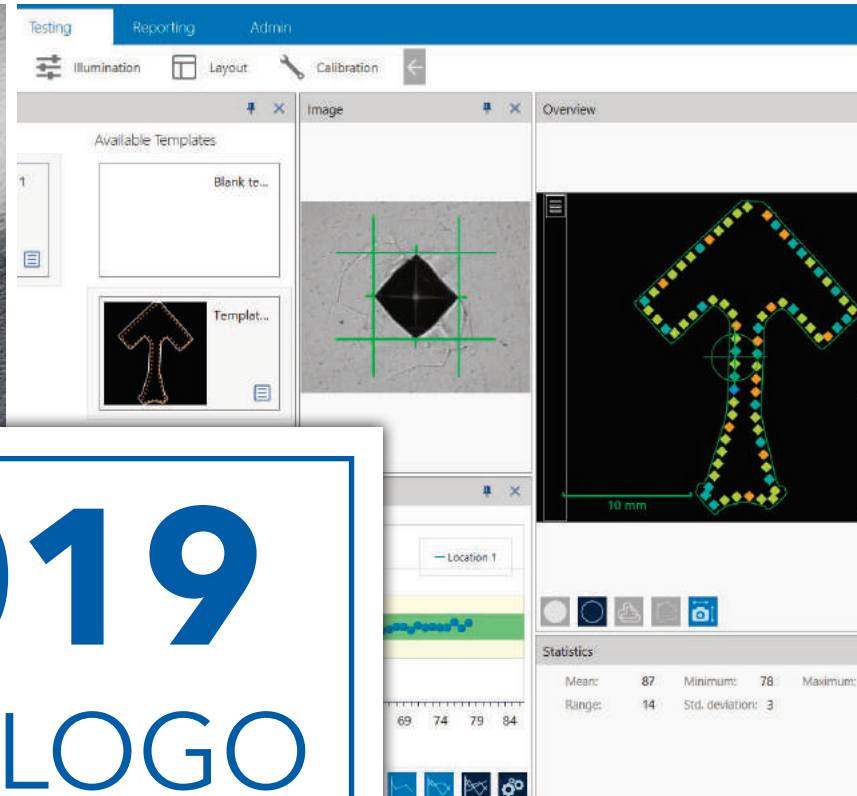 Testing Reporting Admin
Illumination Layout Calibration
Image Overview
Available Templates
1
Blank te...
Templat...
10 mm
019
LOGO
Location 1
69 74 79 84
Statistics
Mean: 87 Minimum: 78 Maximum:
Range: 14 Std. deviation: 3